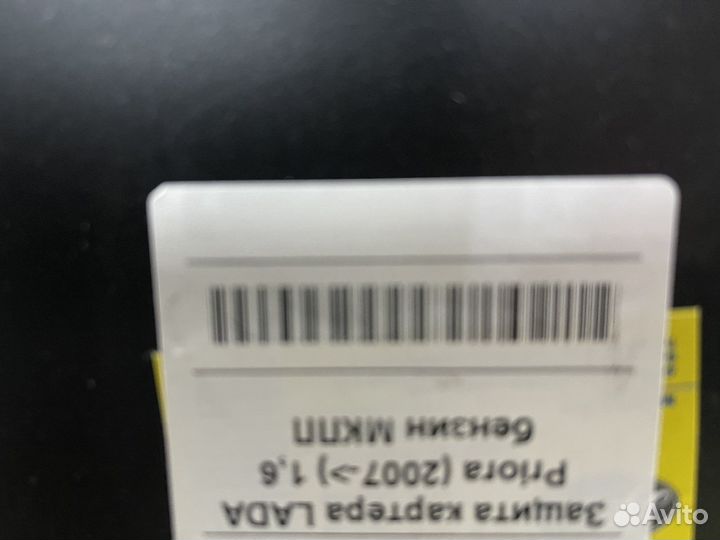 Защита картера LADA
Priora (2007->) 1,6
бензин МКПП
Avito